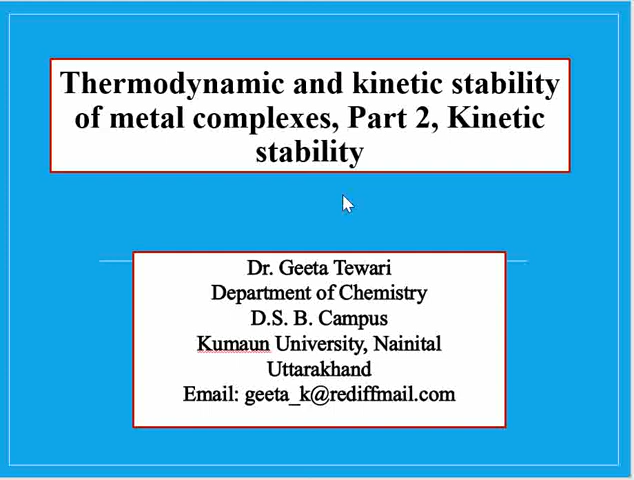 Thermodynamic and kinetic stability
of metal complexes, Part 2, Kinetic
stability
Dr. Geeta Tewari
Department of Chemistry
D.S. B. Campus
Kumaun University, Nainital
Uttarakhand
Email: geeta_k@rediffmail.com